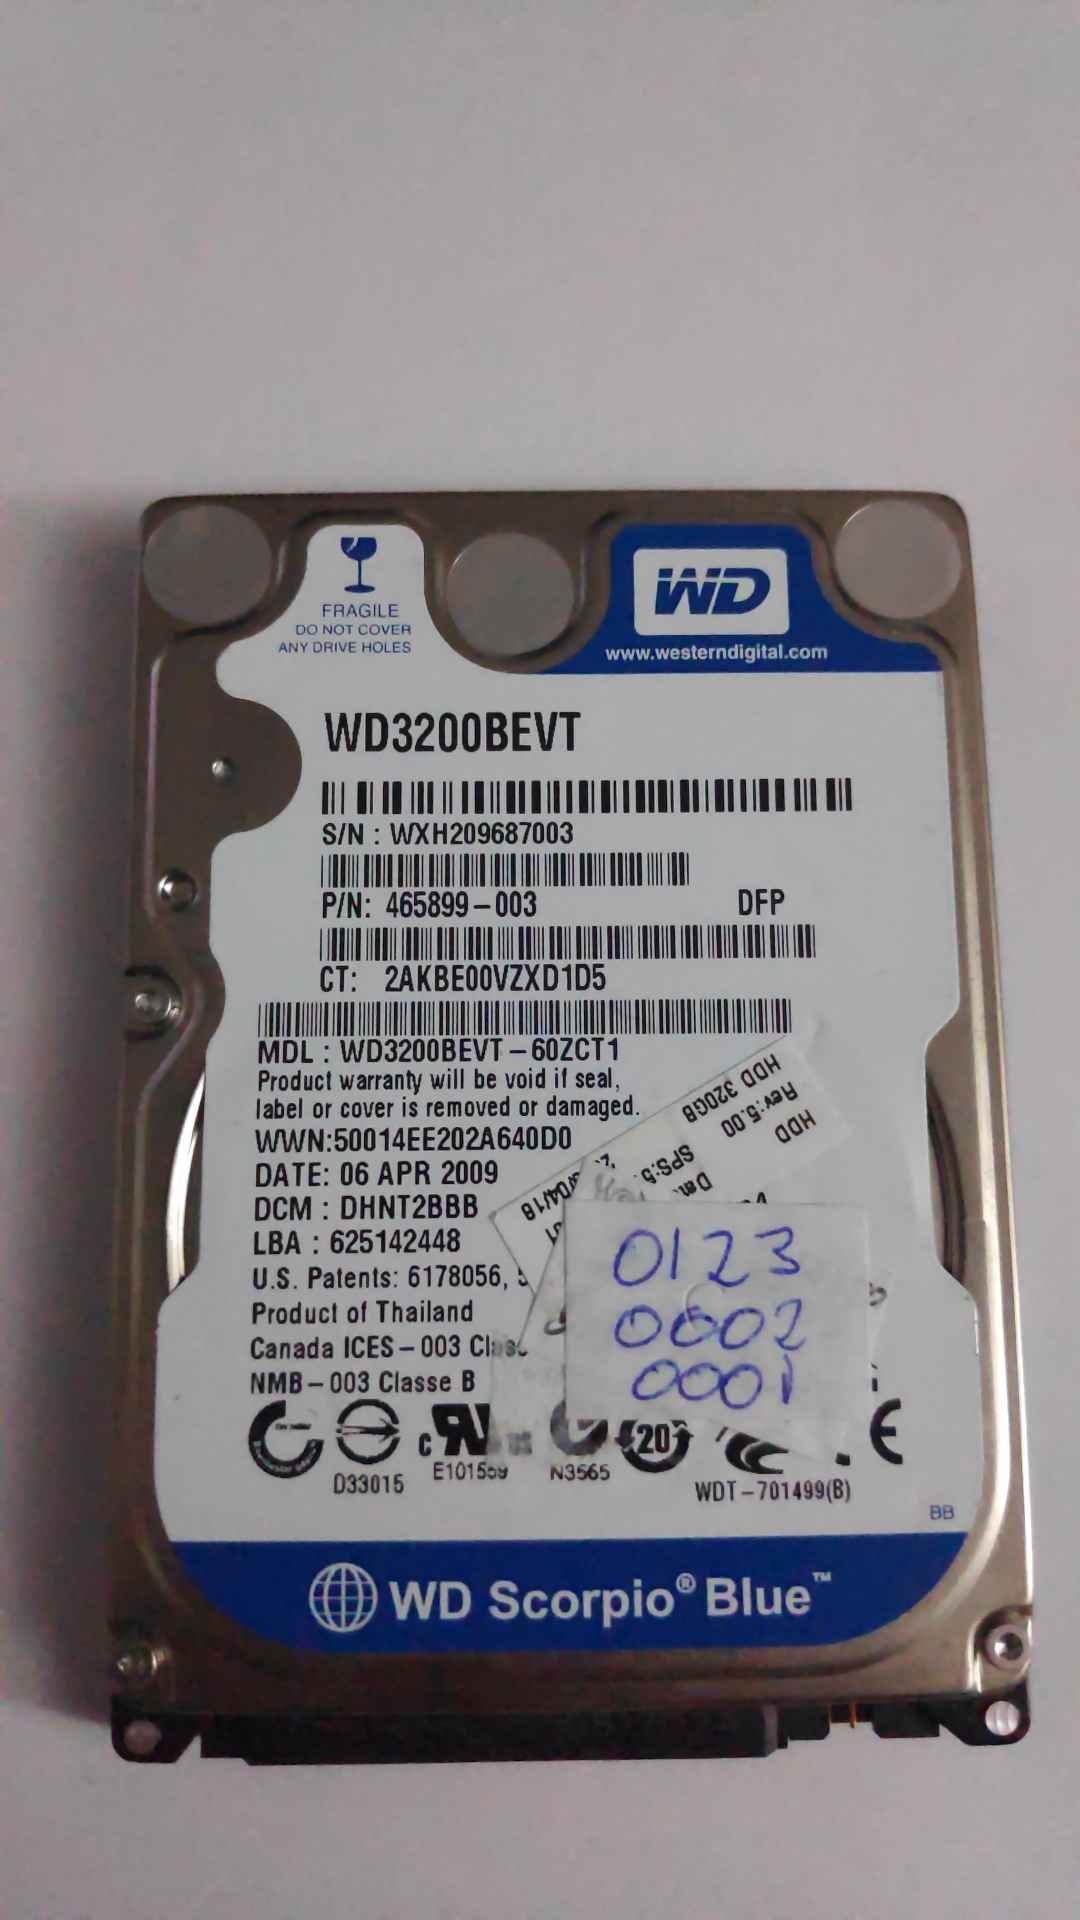 FRAGILE
DO NOT COVER
ANY DRIVE HOLES
WD
www.westerndigital.com
WD3200BEVT
S/N : WXH209687003
P/N: 465899-003 DFP
CT: 2AKBE00VZXD1D5
MDL : WD3200BEVT-60ZCT1
Product warranty will be void if seal,
label or cover is removed or damaged.
WWN:50014EE202A640D0
DATE: 06 APR 2009
DCM : DHNT2BBB
LBA : 625142448
U.S. Patents: 6178056,
Product of Thailand
Canada ICES-003
NMB-003 Classe B
HDD 320GB
Rev:5.00
HDD
SPS:5
0123
0002
0001
D33015
N3565
20
CE
WDT-701499(B)
BB
WD Scorpio® Blue™